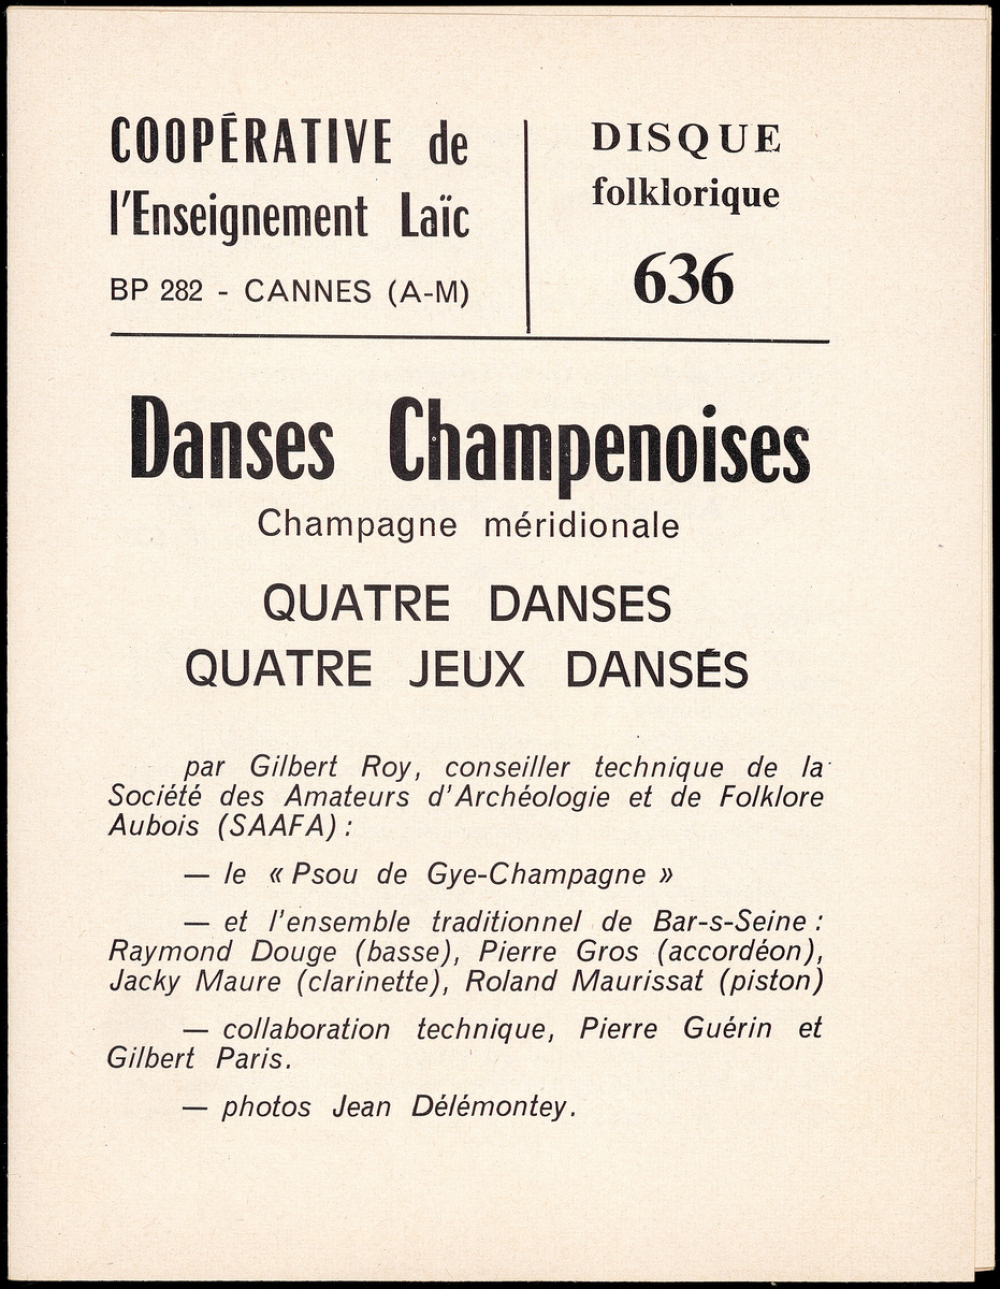 COOPÉRATIVE de
l'Enseignement Laïc
BP 282 - CANNES (A-M)
DISQUE
folklorique
636
Danses Champenoises
Champagne méridionale
QUATRE DANSES
QUATRE JEUX DANSÉS
par Gilbert Roy, conseiller technique de la
Société des Amateurs d'Archéologie et de Folklore
Aubois (SAAFA) :
— le « Psou de Gye-Champagne »
— et l'ensemble traditionnel de Bar-s-Seine :
Raymond Douge (basse), Pierre Gros (accordéon),
Jacky Maure (clarinette), Roland Maurissat (piston)
— collaboration technique, Pierre Guérin et
Gilbert Paris.
— photos Jean Délémontey.